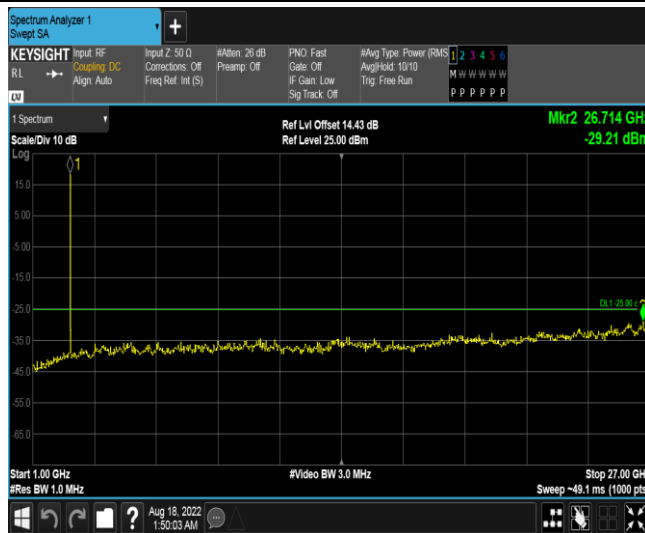 Spectrum Analyzer 1
Swept SA
+
KEYSIGHT
RL
Input: RF
Coupling: DC
Align: Auto
Input Z: 50 Ω
Corrections: Off
Freq Ref: Int (S)
#Atten: 26 dB
Preamp: Off
PNO: Fast
Gate: Off
IF Gain: Low
Sig Track: Off
#Avg Type: Power (RMS
Avg|Hold: 10/10
Trig: Free Run
1 2 3 4 5 6
M W W W W W
P P P P P P
LXI
1 Spectrum
Scale/Div 10 dB
Ref Lvl Offset 14.43 dB
Ref Level 25.00 dBm
Mkr2 26.714 GHz
-29.21 dBm
Log
1
15.0
5.00
-5.00
-15.0
DL1 -25.00
-25.0
-35.0
-45.0
-55.0
-65.0
Start 1.00 GHz
#Video BW 3.0 MHz
Stop 27.00 GH
#Res BW 1.0 MHz
Sweep ~49.1 ms (1000 pts
?
Aug 18, 2022
1:50:03 AM